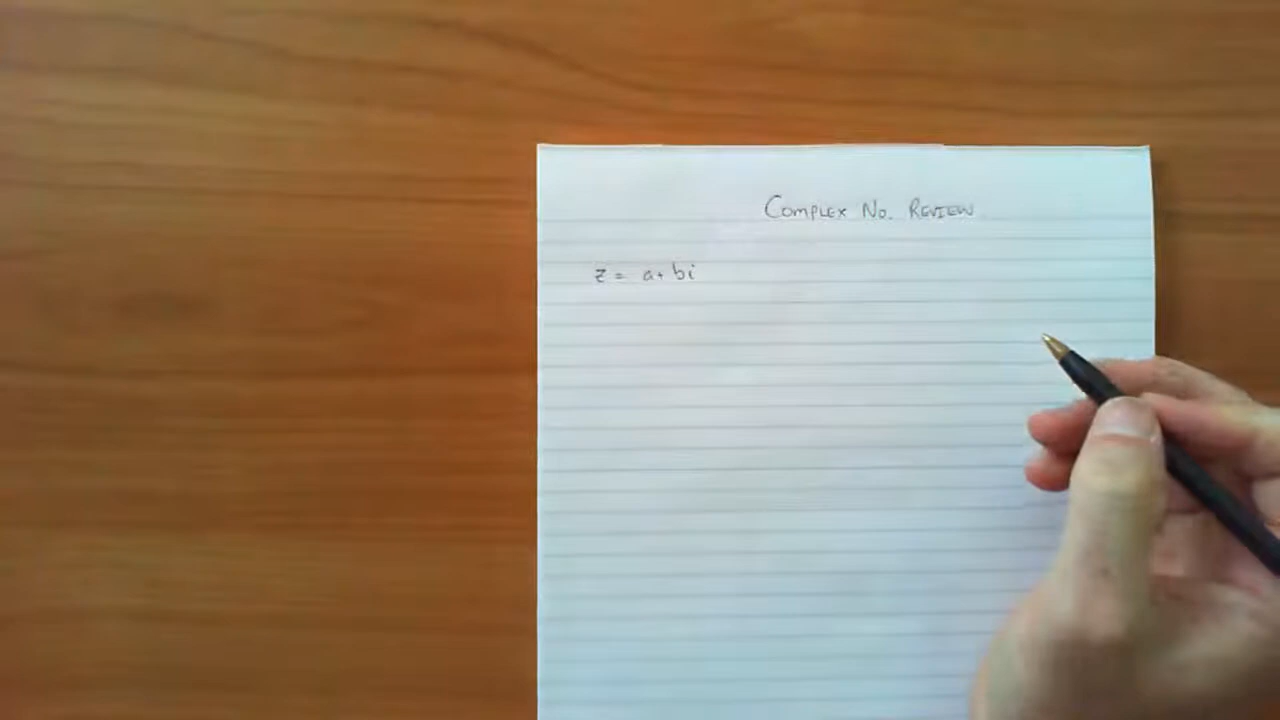 COMPLEX NO. REVIEW
z = a + bi